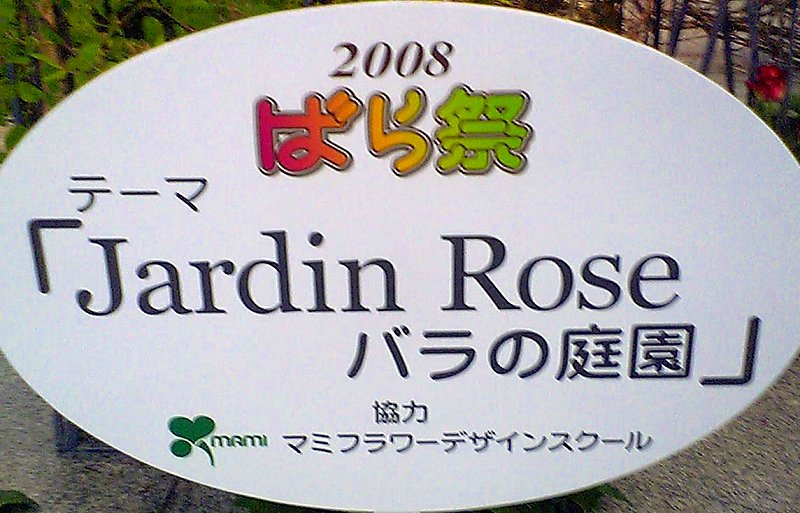 2008
ばら祭
テーマ
「Jardin Rose
バラの庭園」
協力
MAMI マミフラワーデザインスクール